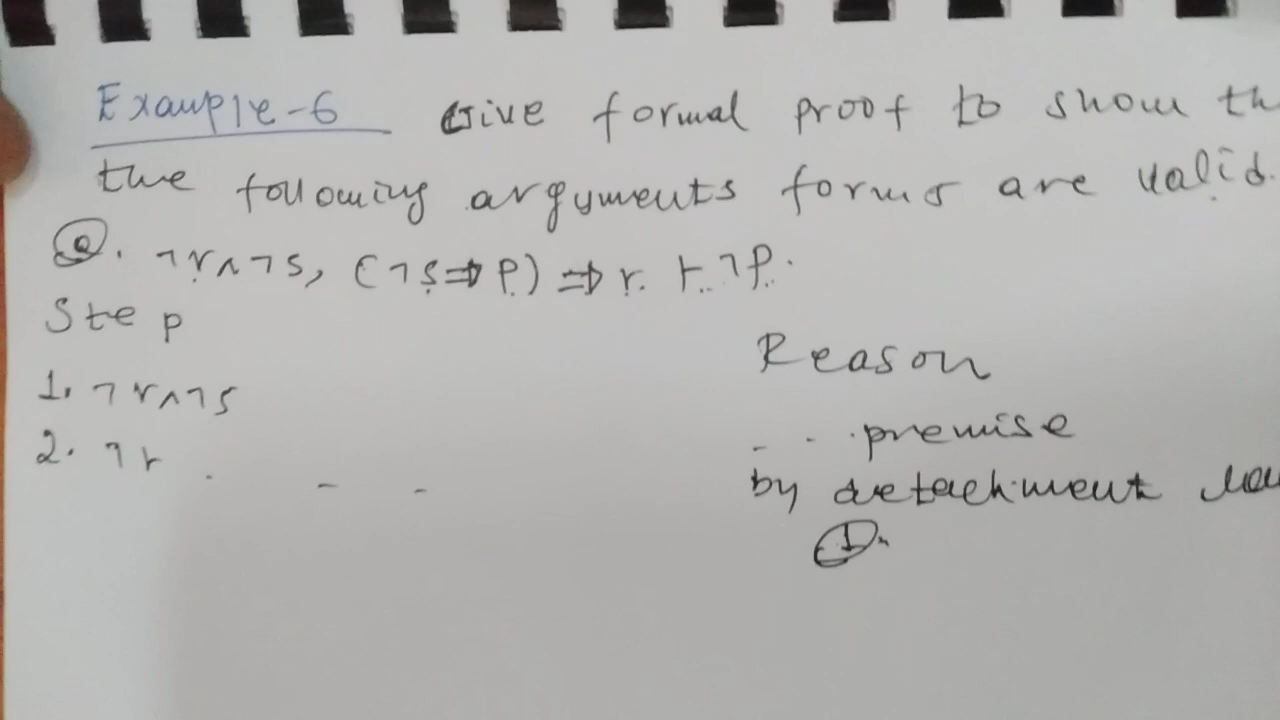 Example-6 Give formal proof to show th
the following arguments forms are valid.
a. ¬r∧¬s, (¬s⇒p)⇒r. ⊢¬p.
Step
Reason
1. ¬r∧¬s
- - . premise
2. ¬r . - -
by detachment
1.